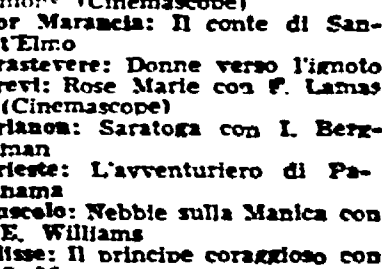 (Cinemascope)
or Marancia: Il conte di San-
t'Elmo
rastevere: Donne verso l'ignoto
revi: Rose Marie con F. Lamas
(Cinemascope)
rianon: Saratoga con I. Berg-
man
rieste: L'avventuriero di Pa-
nama
uscolo: Nebbie sulla Manica con
E. Williams
lisse: Il principe coraggioso con